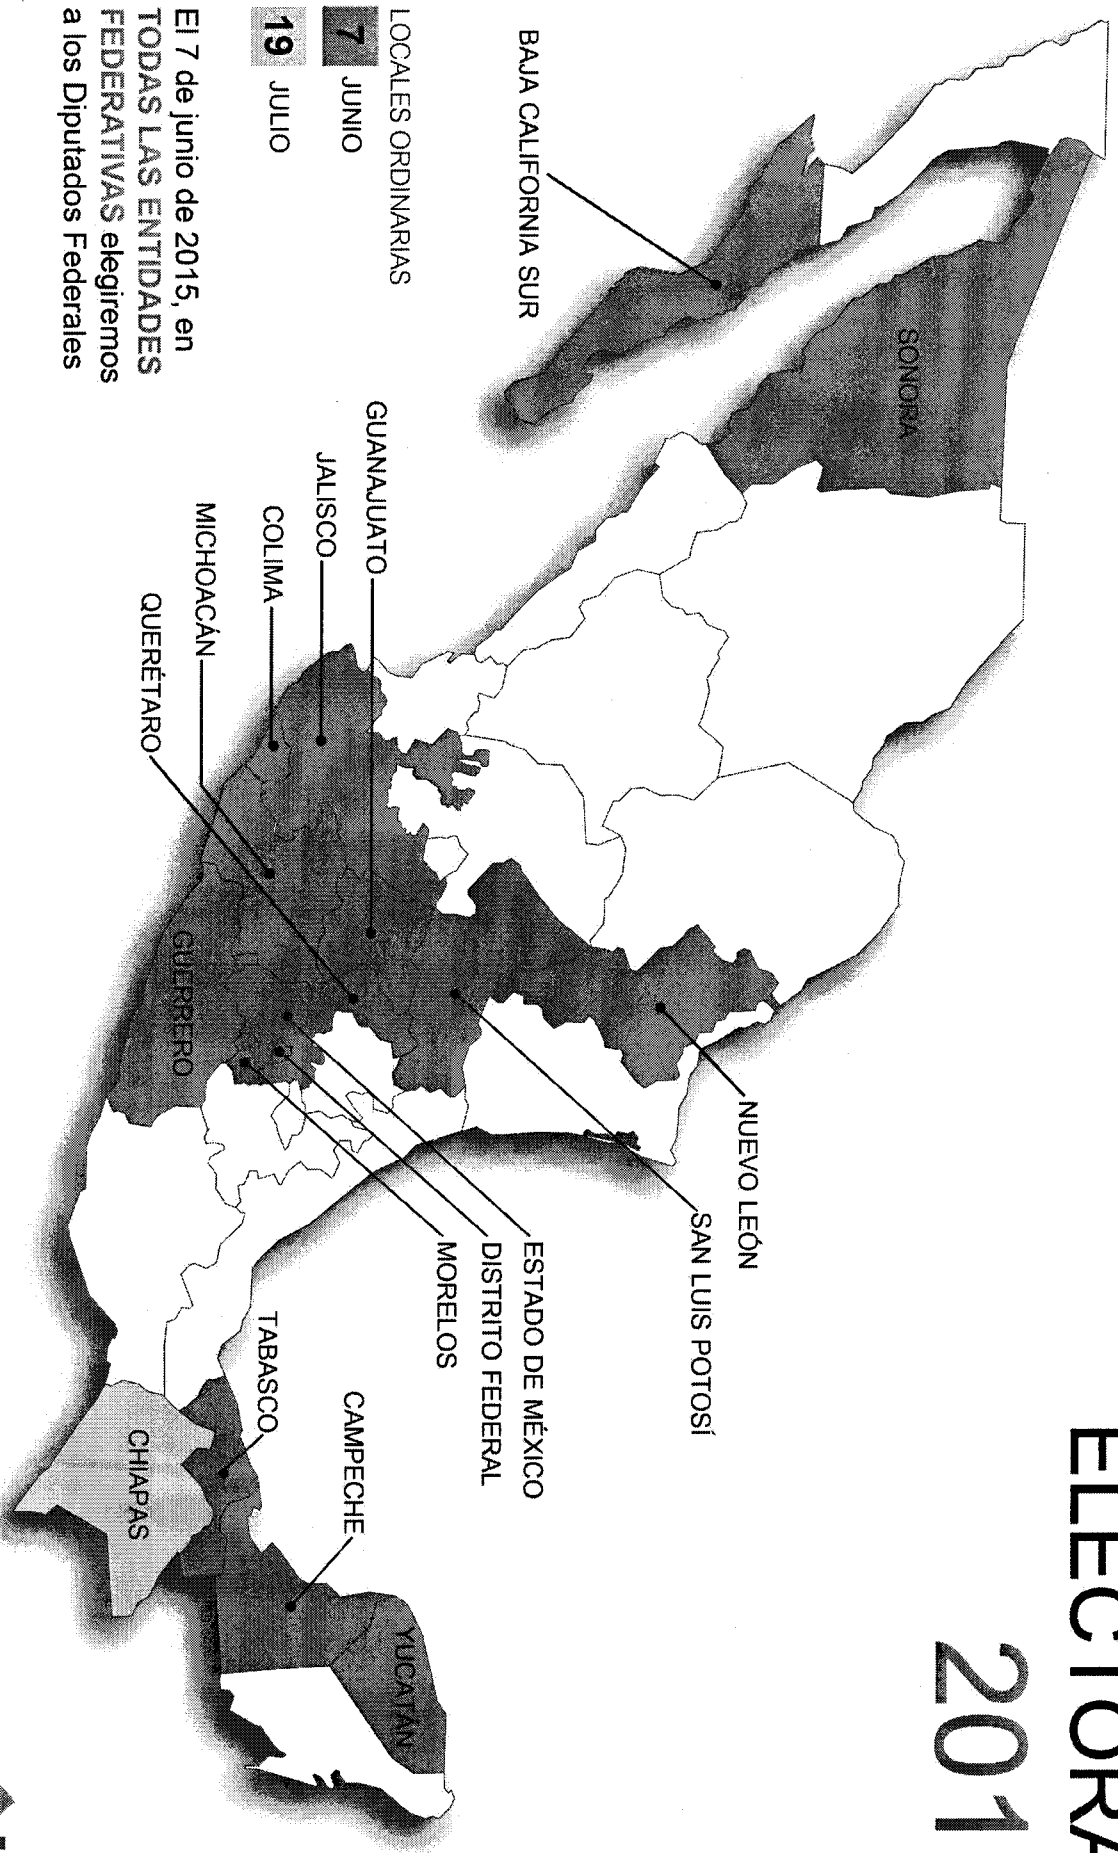 ELECTORA
201
BAJA CALIFORNIA SUR
SONORA
NUEVO LEÓN
SAN LUIS POTOSÍ
ESTADO DE MÉXICO
DISTRITO FEDERAL
MORELOS
TABASCO
CAMPECHE
YUCATÁN
CHIAPAS
GUERRERO
GUANAJUATO
JALISCO
COLIMA
MICHOACÁN
QUERÉTARO
LOCALES ORDINARIAS
7 JUNIO
19 JULIO
El 7 de junio de 2015, en
TODAS LAS ENTIDADES
FEDERATIVAS elegiremos
a los Diputados Federales